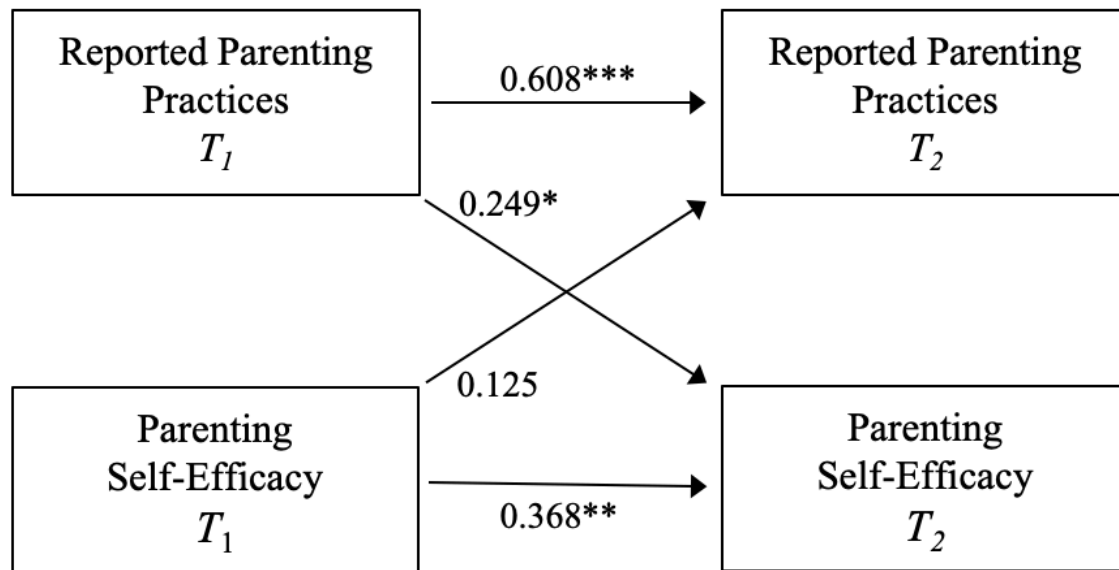 Reported Parenting
Practices
T₁
0.608***
Reported Parenting
Practices
T₂
0.249*
0.125
Parenting
Self-Efficacy
T₁
0.368**
Parenting
Self-Efficacy
T₂